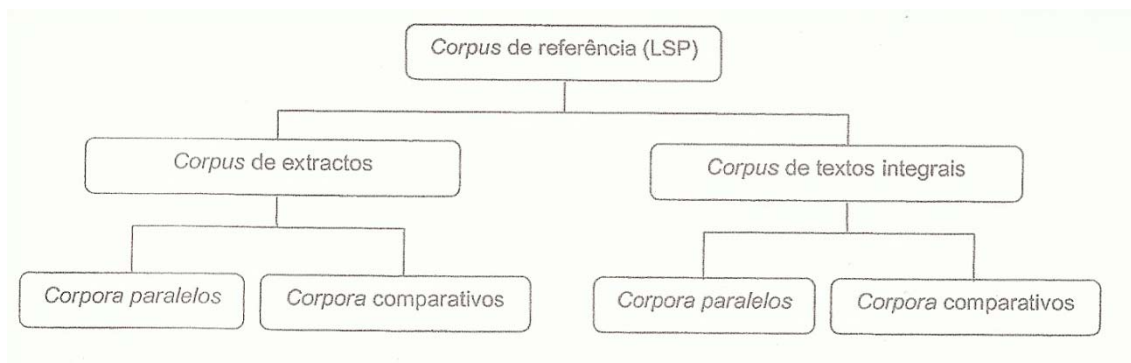 Corpus de referência (LSP)
Corpus de extractos
Corpus de textos integrais
Corpora paralelos
Corpora comparativos
Corpora paralelos
Corpora comparativos